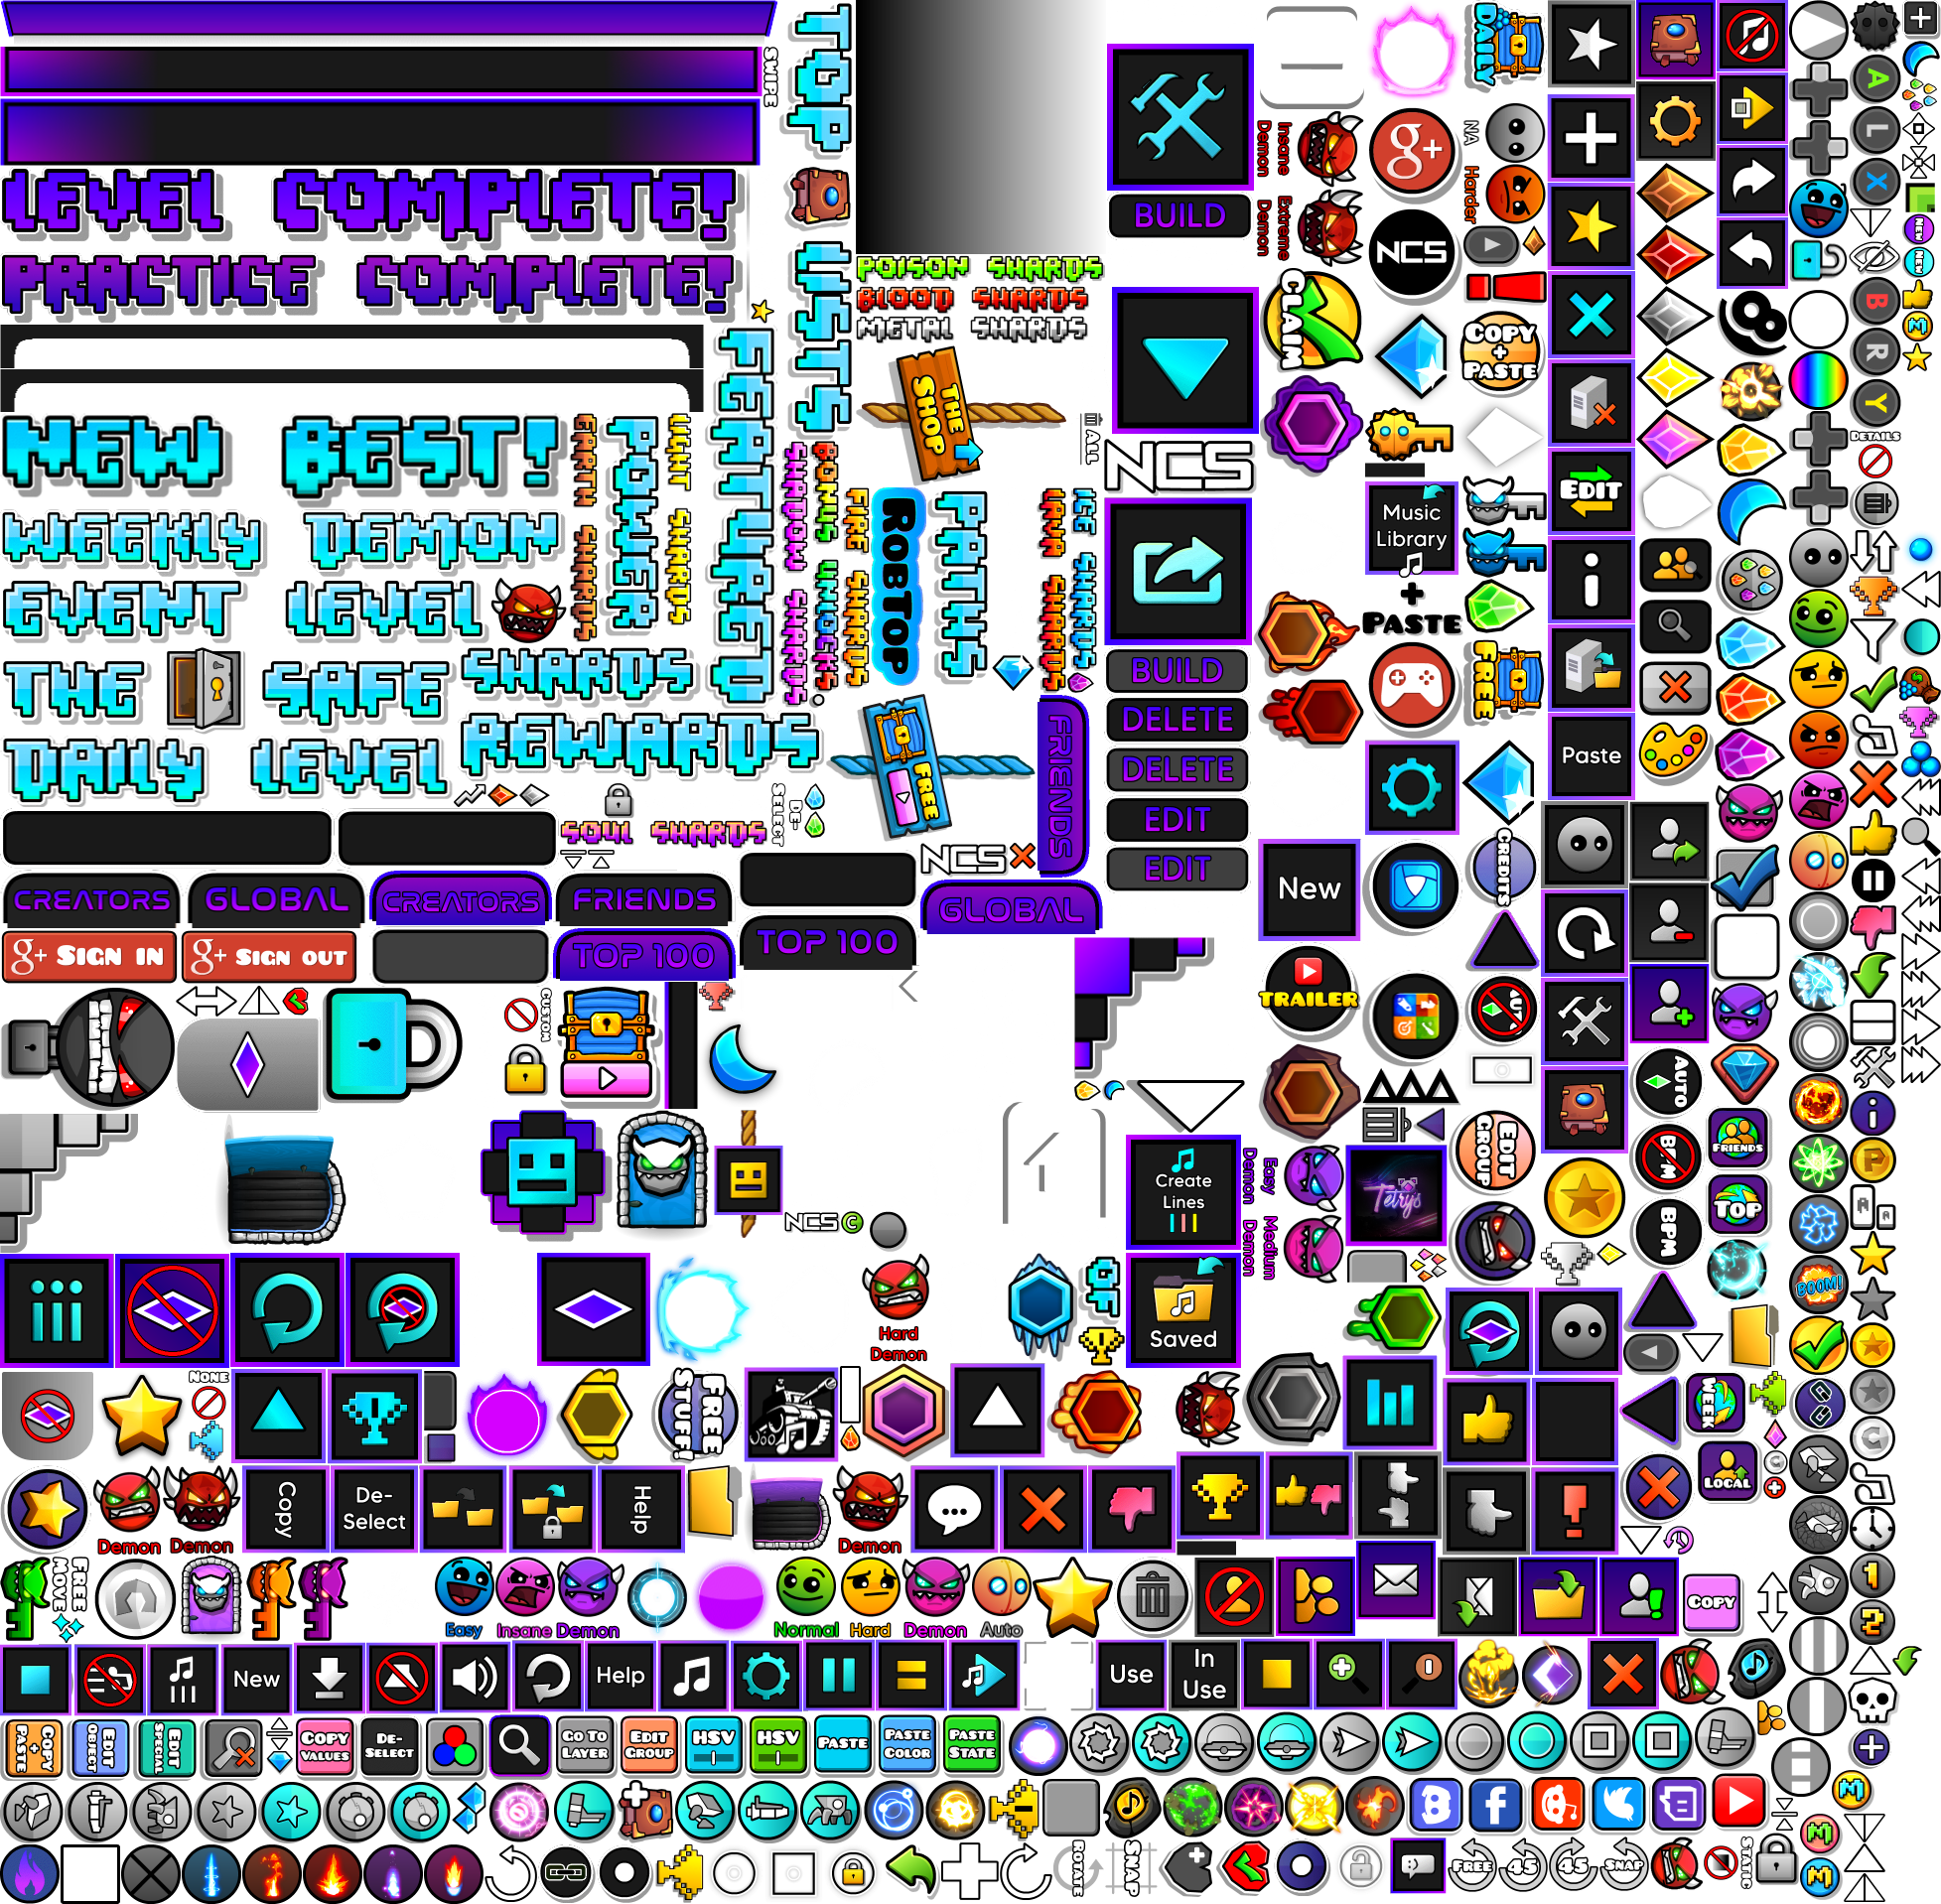 SWIPE
TOP
DAILY
LEVEL COMPLETE!
PRACTICE COMPLETE!
LISTS
POISON SHARDS
BLOOD SHARDS
METAL SHARDS
BUILD
Insane Demon
Extreme Demon
g+
NA
Harder
NCS
CLAIM
COPY + PASTE
FEATURED
THE SHOP
ALL
NCS
NEW BEST!
EARTH SHARDS
POWER
LIGHT SHARDS
SHADOW SHARDS
BONUS UNLOCKS.
FIRE SHARDS
ROBTOP
PATHS
LAVA SHARDS
ICE SHARDS
WEEKLY DEMON
EVENT LEVEL
THE SAFE
SHARDS
DAILY LEVEL
REWARDS
Music Library
+ PASTE
FREE
EDIT
Paste
A
L
X
NEW
NEW
B
R
Y
DETAILS
BUILD
DELETE
DELETE
EDIT
EDIT
FRIENDS
FREE
SOUL SHARDS
DE-SELECT
NCS
CREATORS
GLOBAL
CREATORS
FRIENDS
GLOBAL
g+ SIGN IN
g+ SIGN OUT
TOP 100
TOP 100
New
CREDITS
TRAILER
AUTO
CUSTOM
AUTO
BPM
BPM
EDIT GROUP
FRIENDS
TOP
Create Lines
Easy Demon
Medium Demon
Tetrys
NCS
Saved
GF
Hard Demon
BOOM!
NONE
FREE STUFF!
WEEK
LOCAL
Copy
De-Select
Help
Demon
Demon
Demon
FREE MOVE
Easy
Insane
Demon
Normal
Hard
Demon
Auto
COPY
1
2
New
Help
Use
In Use
COPY + PASTE
EDIT OBJECT
EDIT SPECIAL
COPY VALUES
DE-SELECT
GO TO LAYER
EDIT GROUP
HSV
HSV
PASTE
PASTE COLOR
PASTE STATE
ROTATE
SNAP
FREE
45
45
SNAP
STATIC